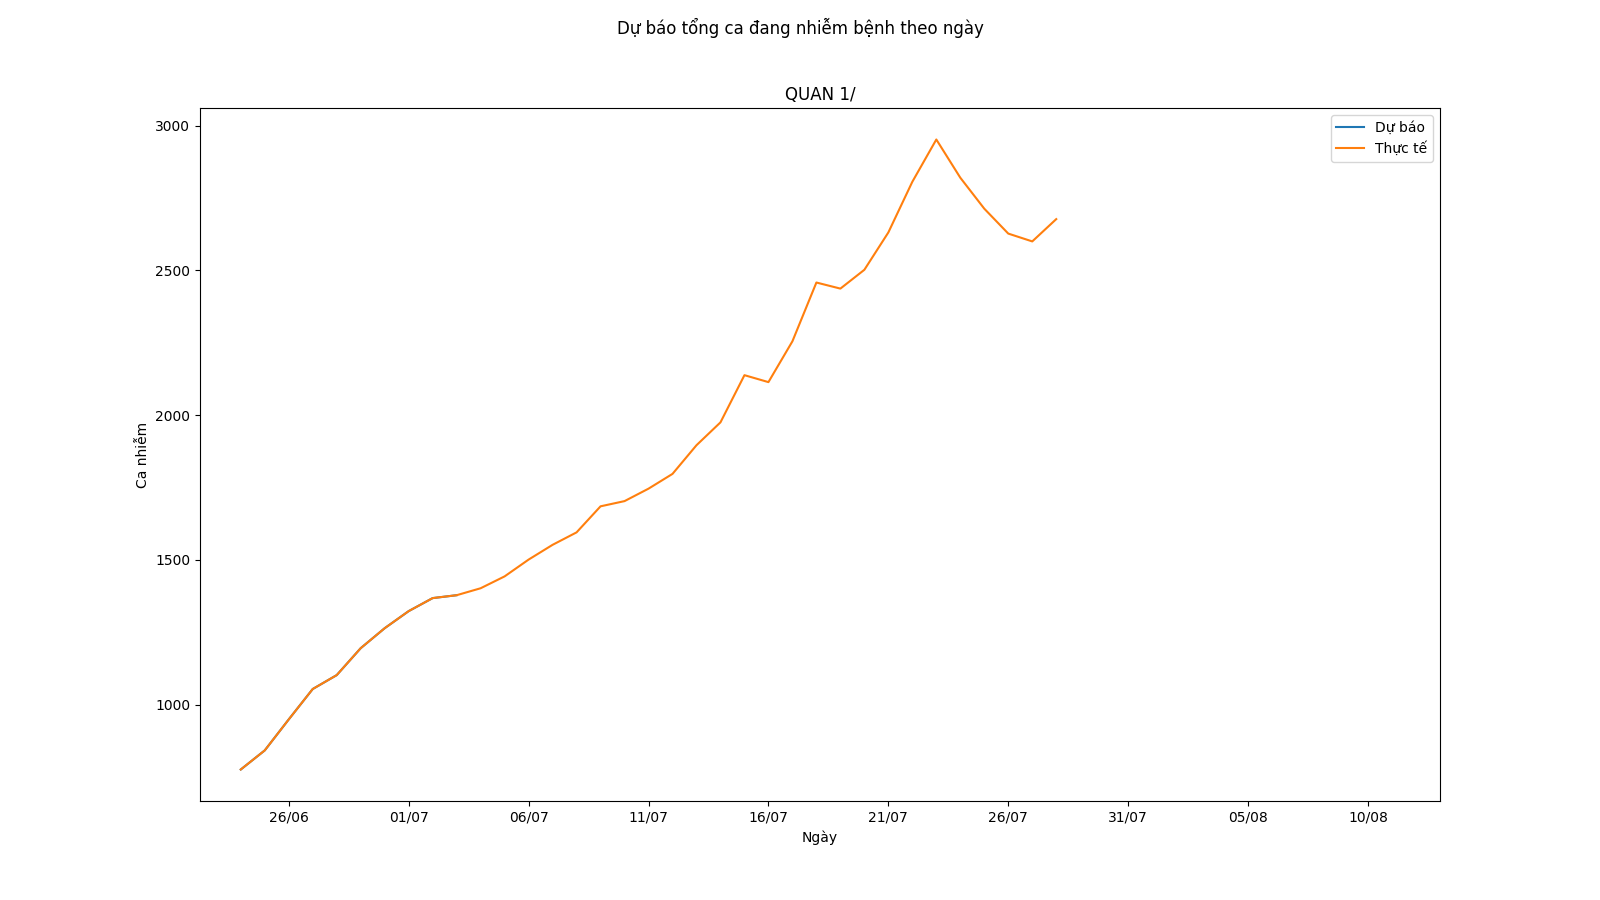 Dự báo tổng ca đang nhiễm bệnh theo ngày
QUAN 1/
Dự báo
Thực tế
3000
2500
2000
1500
1000
Ca nhiễm
26/06 01/07 06/07 11/07 16/07 21/07 26/07 31/07 05/08 10/08
Ngày